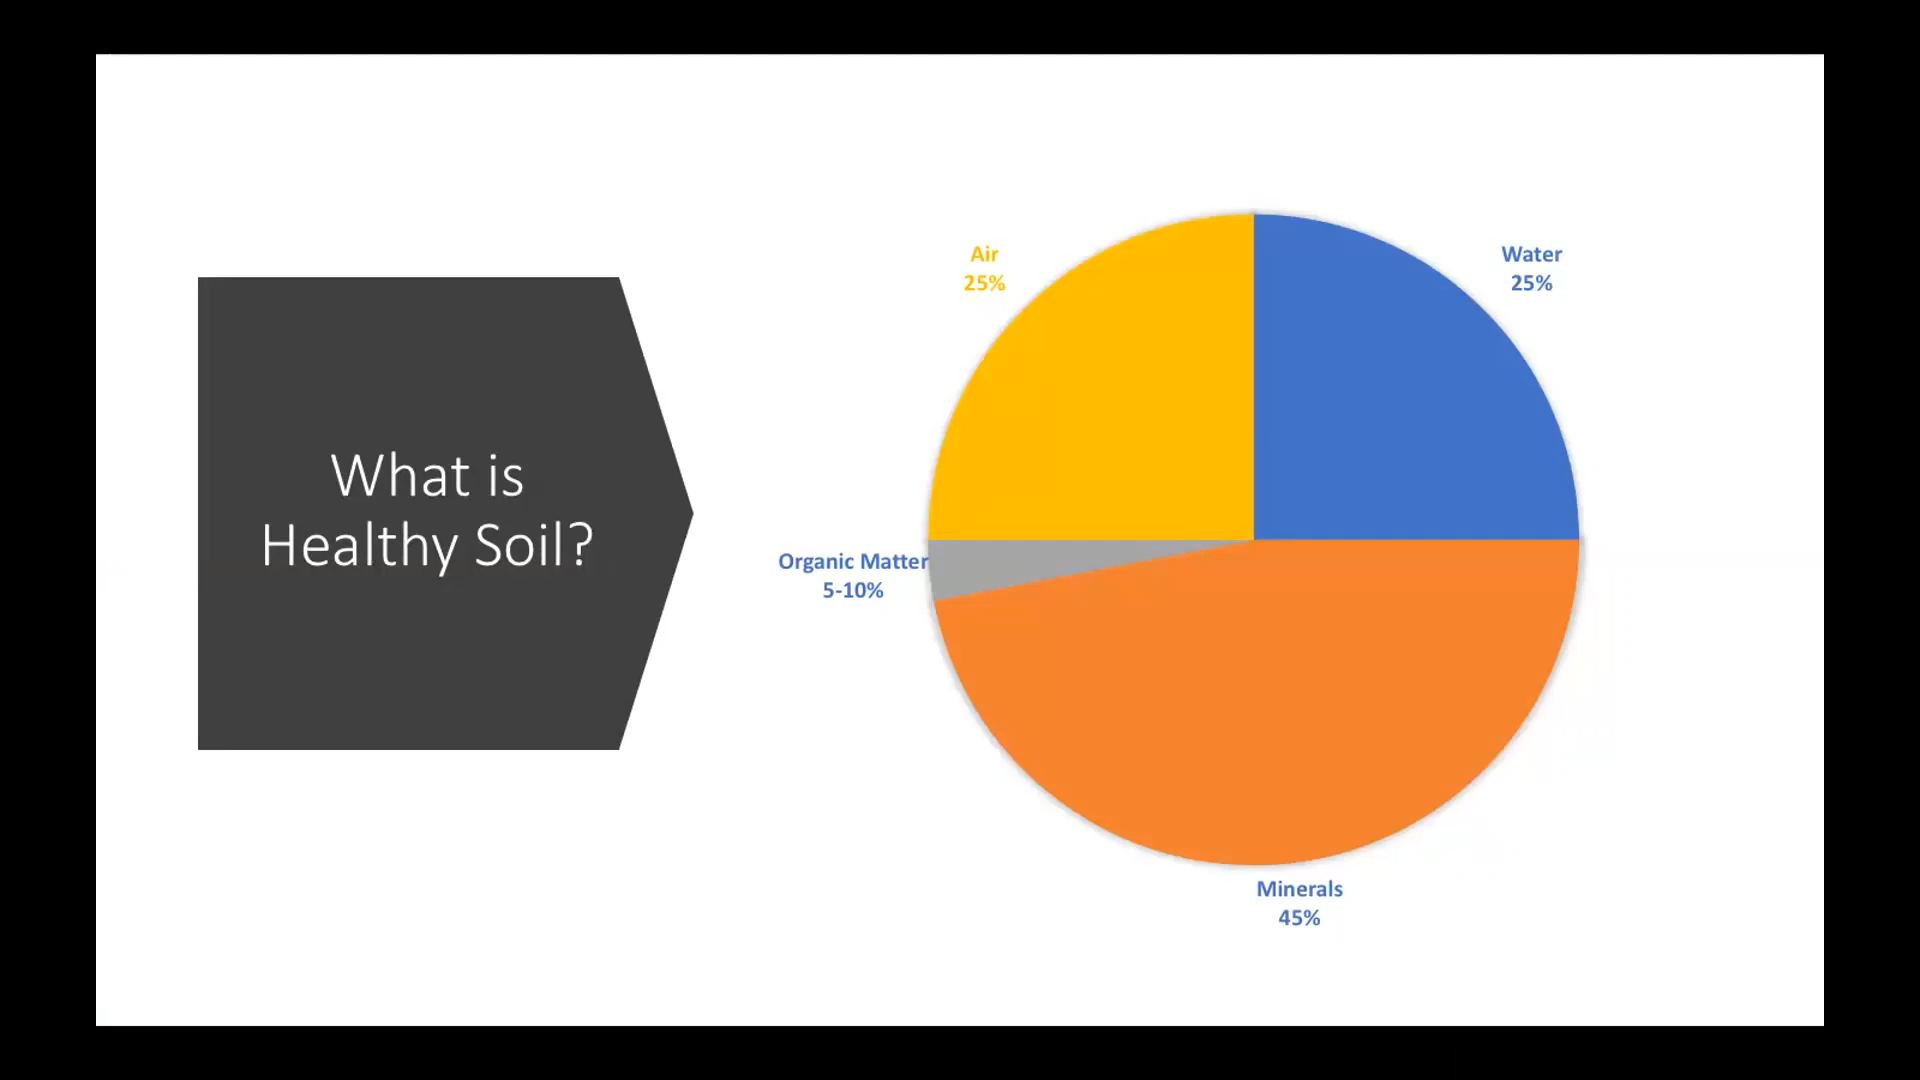 What is
Healthy Soil?
Air
25%
Water
25%
Organic Matter
5-10%
Minerals
45%